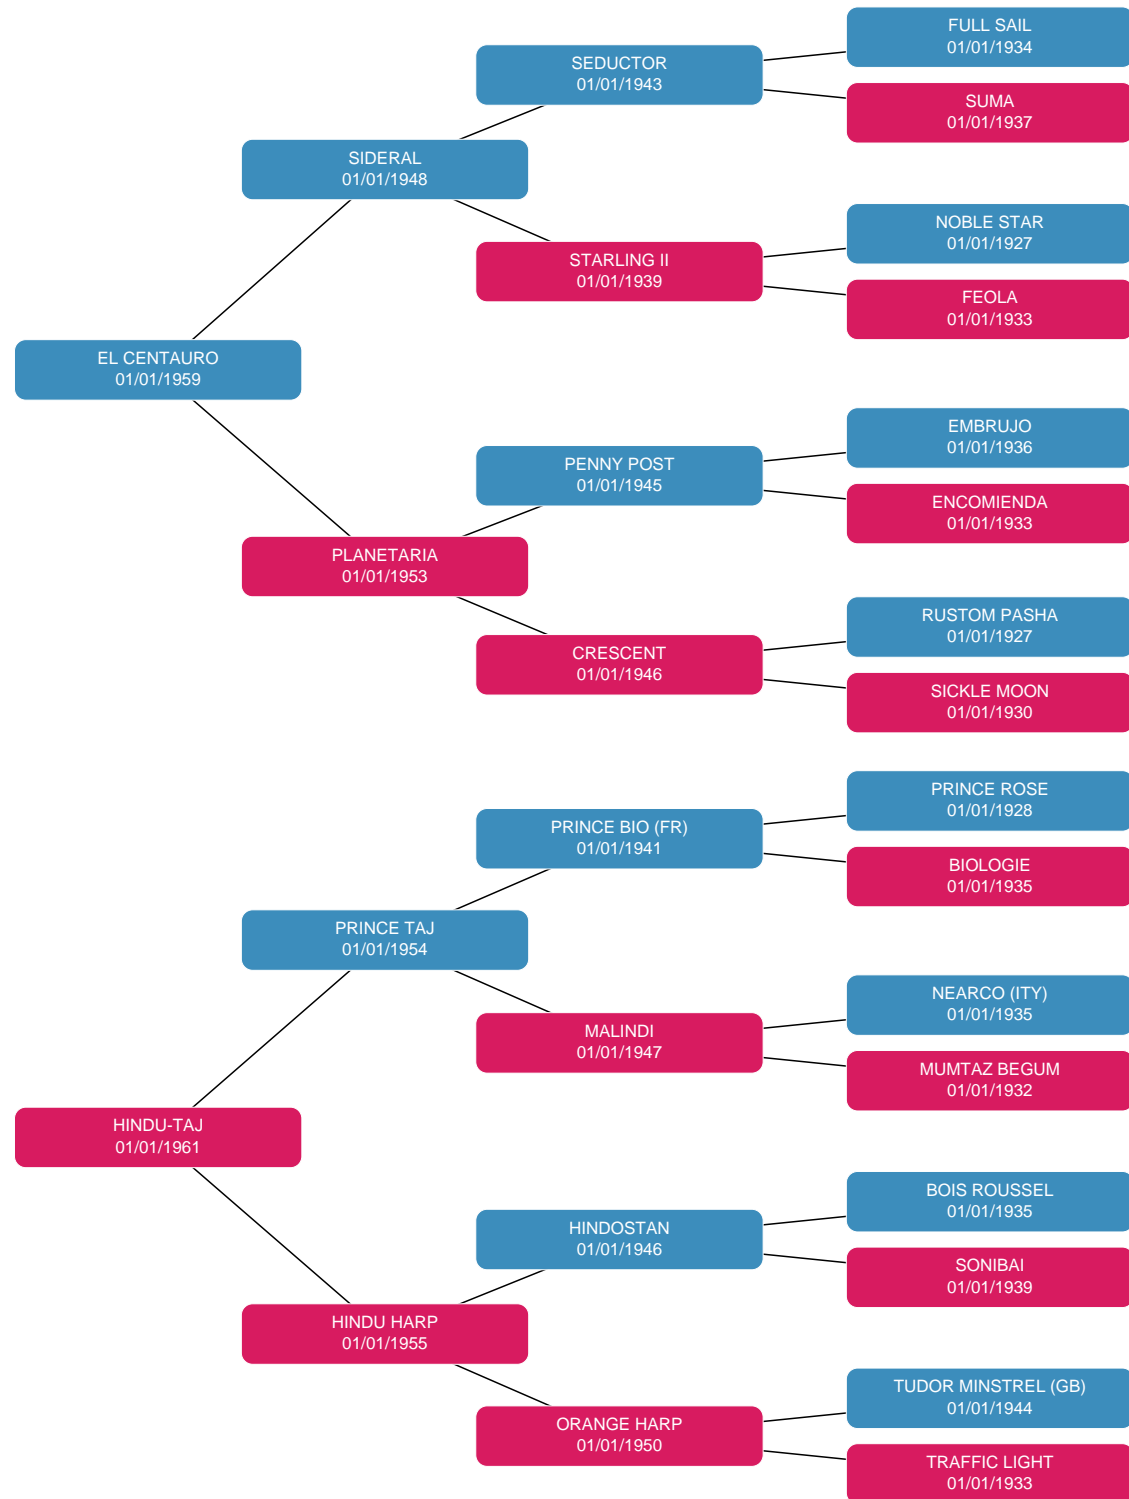 FULL SAIL
01/01/1934
SEDUCTOR
01/01/1943
SUMA
01/01/1937
SIDERAL
01/01/1948
NOBLE STAR
01/01/1927
STARLING II
01/01/1939
FEOLA
01/01/1933
EL CENTAURO
01/01/1959
EMBRUJO
01/01/1936
PENNY POST
01/01/1945
ENCOMIENDA
01/01/1933
PLANETARIA
01/01/1953
RUSTOM PASHA
01/01/1927
CRESCENT
01/01/1946
SICKLE MOON
01/01/1930
PRINCE ROSE
01/01/1928
PRINCE BIO (FR)
01/01/1941
BIOLOGIE
01/01/1935
PRINCE TAJ
01/01/1954
NEARCO (ITY)
01/01/1935
MALINDI
01/01/1947
MUMTAZ BEGUM
01/01/1932
HINDU-TAJ
01/01/1961
BOIS ROUSSEL
01/01/1935
HINDOSTAN
01/01/1946
SONIBAI
01/01/1939
HINDU HARP
01/01/1955
TUDOR MINSTREL (GB)
01/01/1944
ORANGE HARP
01/01/1950
TRAFFIC LIGHT
01/01/1933